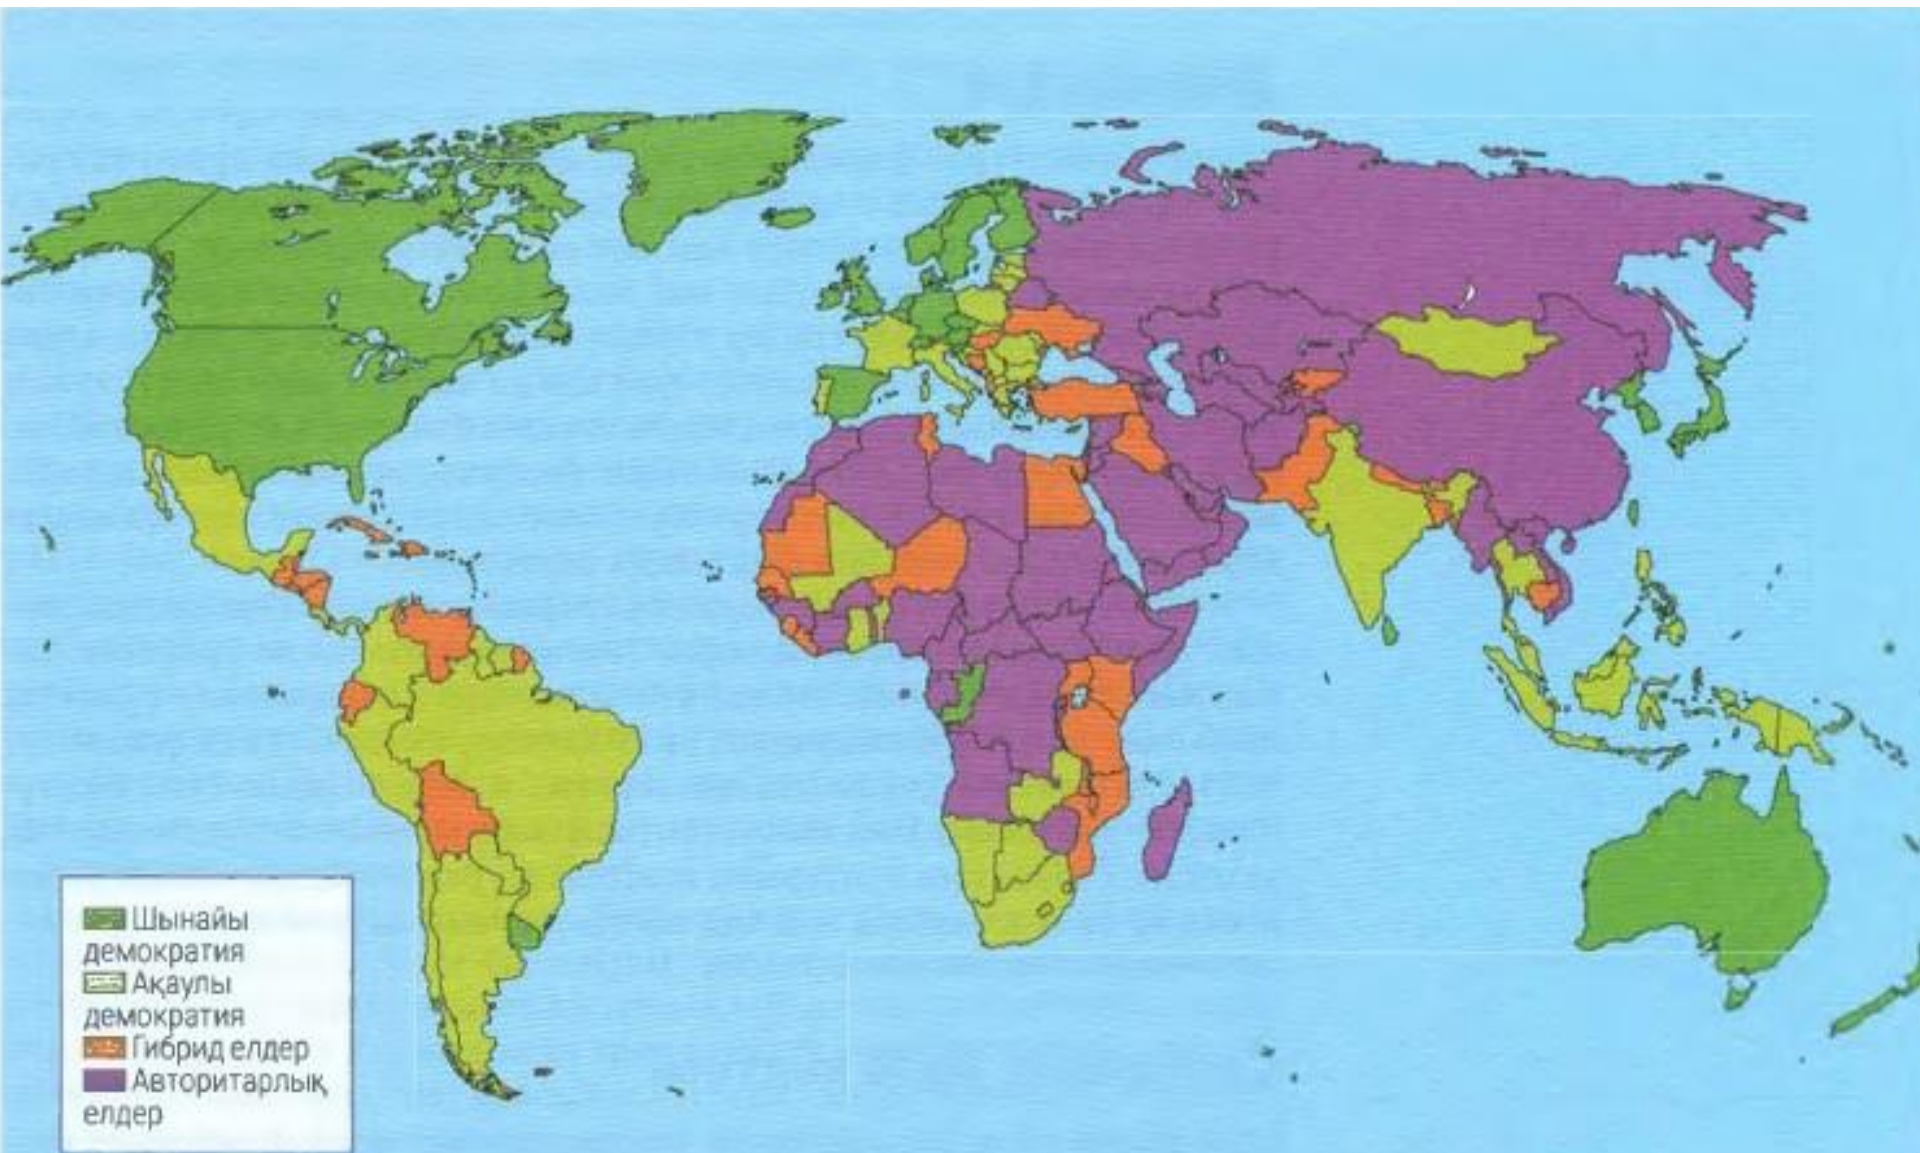 Шынайы
демократия
Ақаулы
демократия
Гибрид елдер
Авторитарлық
елдер